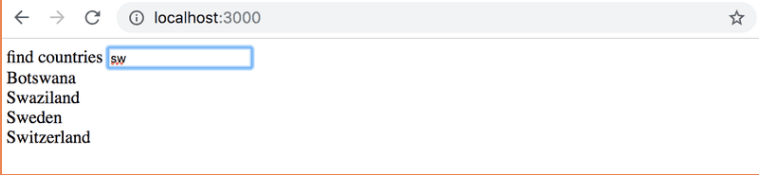 localhost:3000
find countries sw
Botswana
Swaziland
Sweden
Switzerland